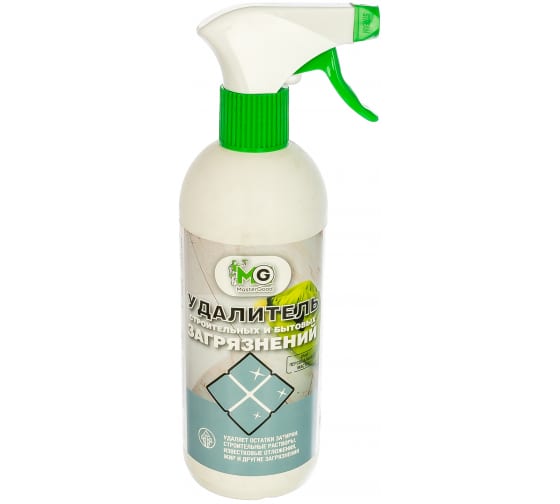 MG
MasterGood
УДАЛИТЕЛЬ
СТРОИТЕЛЬНЫХ И БЫТОВЫХ
ЗАГРЯЗНЕНИЙ
УДАЛЯЕТ ОСТАТКИ ЗАТИРКИ,
СТРОИТЕЛЬНЫЕ РАСТВОРЫ,
ИЗВЕСТКОВЫЕ ОТЛОЖЕНИЯ,
ЖИР И ДРУГИЕ ЗАГРЯЗНЕНИЯ